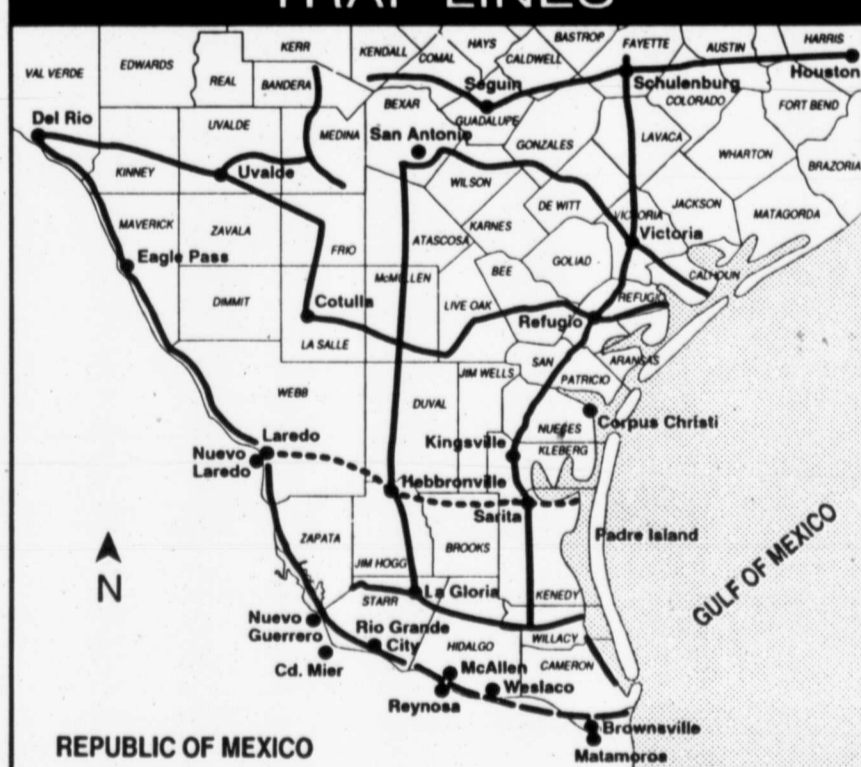 TRAP LINES
KERR
KENDALL
COMAL
HAYS
CALDWELL
BASTROP
FAYETTE
AUSTIN
HARRIS
VAL VERDE
EDWARDS
REAL
BANDERA
Seguin
Schulenburg
Houston
BEXAR
GUADALUPE
COLORADO
FORT BEND
Del Rio
UVALDE
MEDINA
San Antonio
GONZALES
LAVACA
WHARTON
BRAZORIA
KINNEY
Uvalde
WILSON
DE WITT
JACKSON
MATAGORDA
MAVERICK
ZAVALA
FRIO
ATASCOSA
KARNES
VICTORIA
Victoria
Eagle Pass
McMULLEN
BEE
GOLIAD
CALHOUN
DIMMIT
Cotulla
LIVE OAK
Refugio
REFUGIO
LA SALLE
SAN
PATRICIO
ARANSAS
JIM WELLS
WEBB
DUVAL
NUECES
Corpus Christi
Laredo
Nuevo
Laredo
Kingsville
KLEBERG
Hebbronville
Sarita
Padre Island
GULF OF MEXICO
ZAPATA
JIM HOGG
BROOKS
KENEDY
N
STARR
La Gloria
Nuevo
Guerrero
Rio Grande
City
HIDALGO
WILLACY
CAMERON
Cd. Mier
McAllen
Weslaco
Reynosa
Brownsville
Matamoros
REPUBLIC OF MEXICO